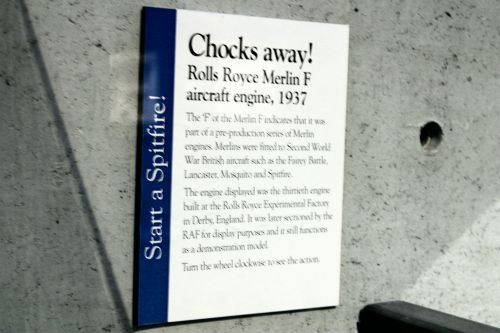 Start a Spitfire!
Chocks away!
Rolls Royce Merlin F
aircraft engine, 1937
The 'F' of the Merlin F indicates that it was
part of a pre-production series of Merlin
engines. Merlins were fitted to Second World
War British aircraft such as the Fairey Battle,
Lancaster, Mosquito and Spitfire.
The engine displayed was the thirtieth engine
built at the Rolls Royce Experimental Factory
in Derby, England. It was later sectioned by the
RAF for display purposes and it still functions
as a demonstration model.
Turn the wheel clockwise to see the action.